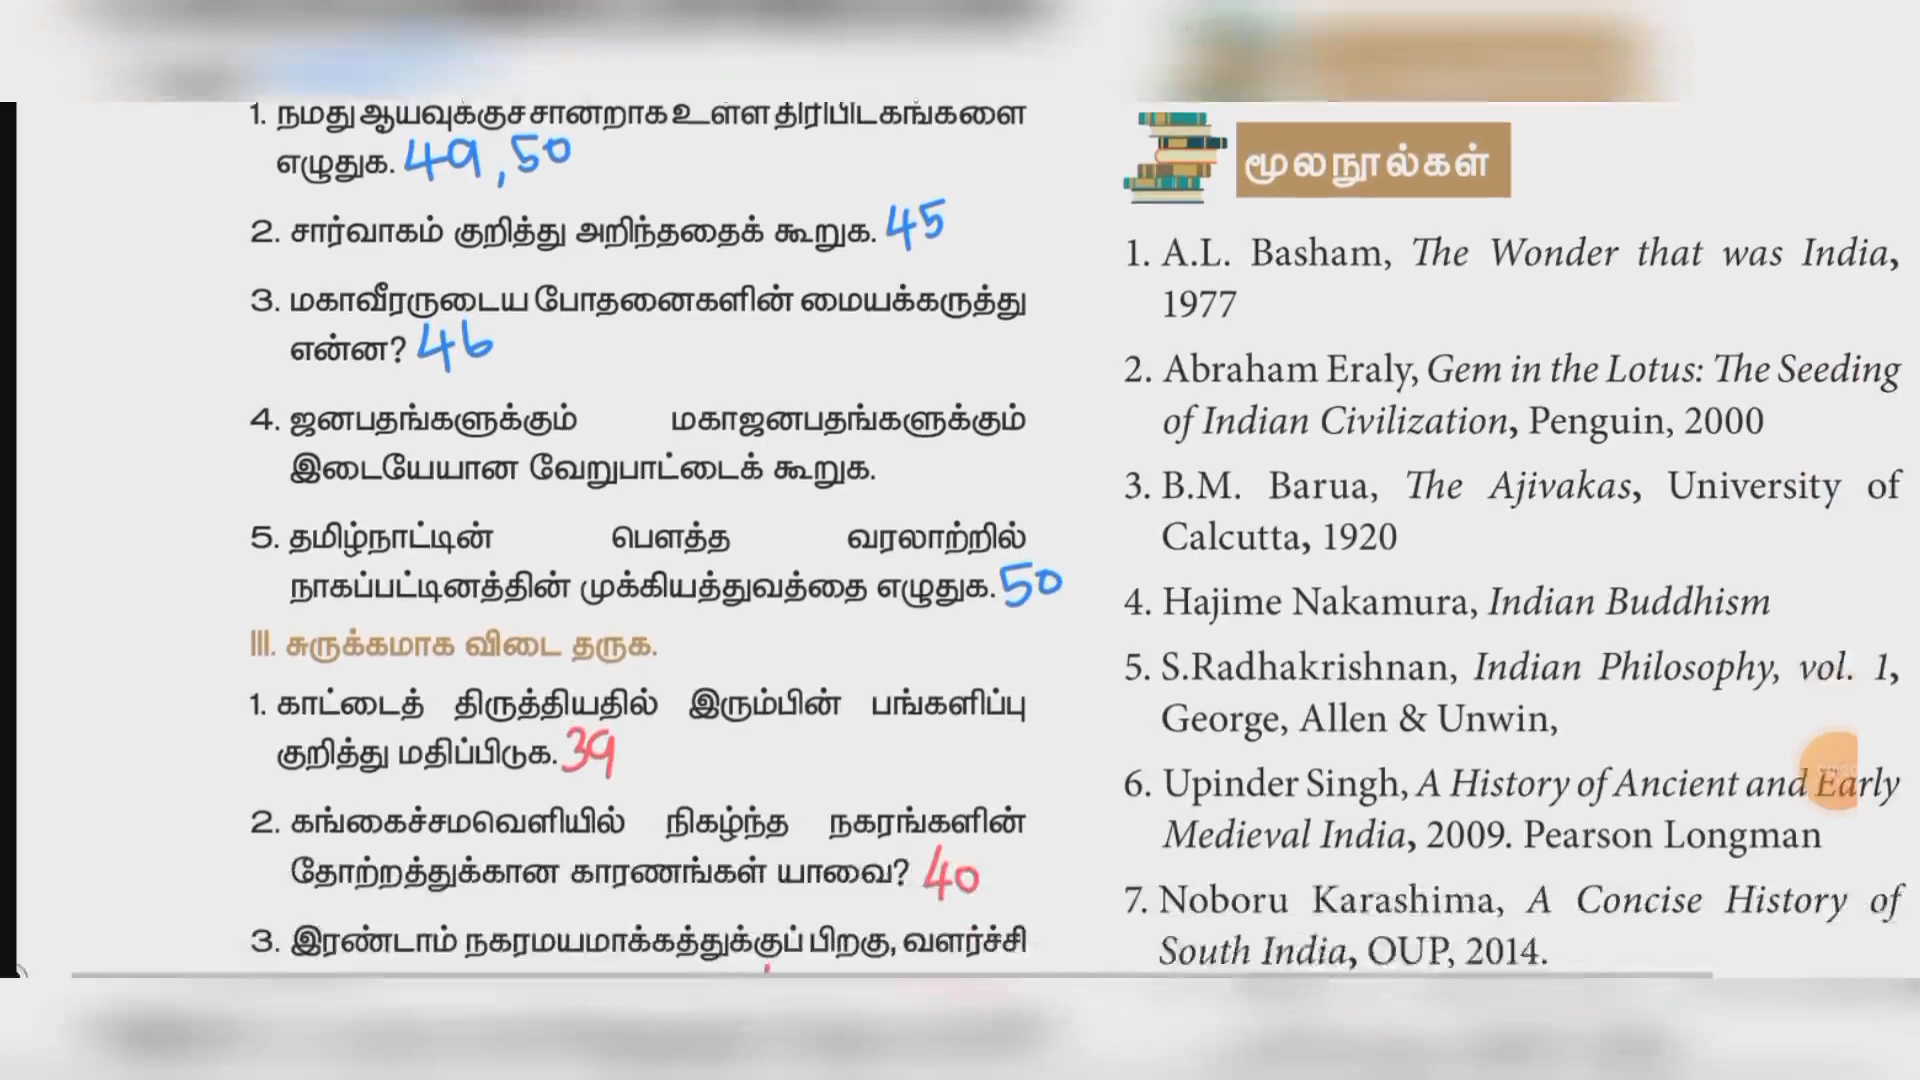 1. நமது ஆய்வுக்குச் சான்றாக உள்ள திரிபிடகங்களை
எழுதுக. 49, 50
2. சார்வாகம் குறித்து அறிந்ததைக் கூறுக. 45
3. மகாவீரருடைய போதனைகளின் மையக்கருத்து
என்ன? 46
4. ஜனபதங்களுக்கும் மகாஜனபதங்களுக்கும்
இடையேயான வேறுபாட்டைக் கூறுக.
5. தமிழ்நாட்டின் பௌத்த வரலாற்றில்
நாகப்பட்டினத்தின் முக்கியத்துவத்தை எழுதுக. 50
III. சுருக்கமாக விடை தருக.
1. காட்டைத் திருத்தியதில் இரும்பின் பங்களிப்பு
குறித்து மதிப்பிடுக. 39
2. கங்கைச்சமவெளியில் நிகழ்ந்த நகரங்களின்
தோற்றத்துக்கான காரணங்கள் யாவை? 40
3. இரண்டாம் நகரமயமாக்கத்துக்குப் பிறகு, வளர்ச்சி
மூலநூல்கள்
1. A.L. Basham, The Wonder that was India,
1977
2. Abraham Eraly, Gem in the Lotus: The Seeding
of Indian Civilization, Penguin, 2000
3. B.M. Barua, The Ajivakas, University of
Calcutta, 1920
4. Hajime Nakamura, Indian Buddhism
5. S.Radhakrishnan, Indian Philosophy, vol. 1,
George, Allen & Unwin,
6. Upinder Singh, A History of Ancient and Early
Medieval India, 2009. Pearson Longman
7. Noboru Karashima, A Concise History of
South India, OUP, 2014.